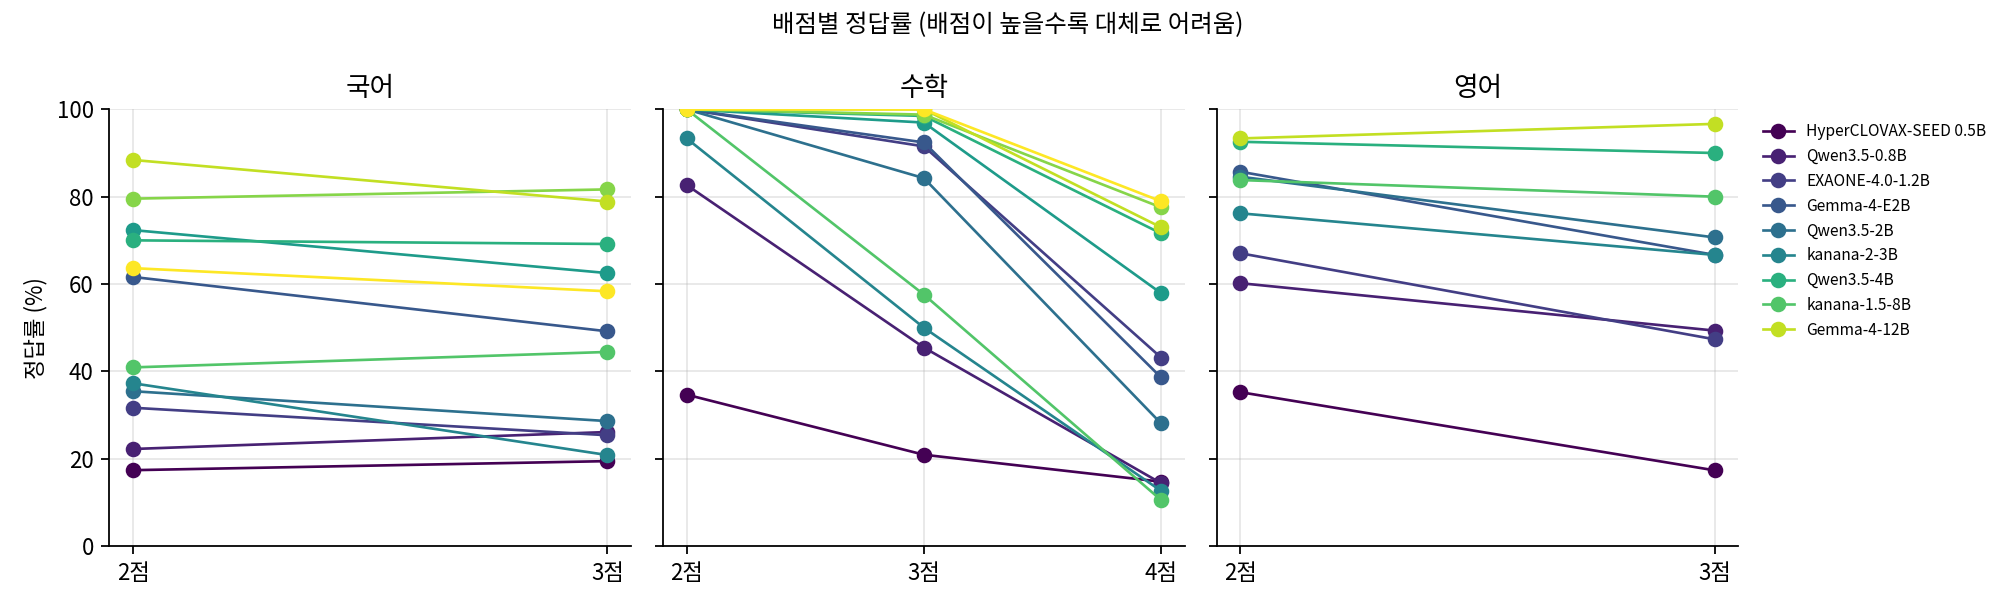 배점별 정답률 (배점이 높을수록 대체로 어려움)
국어
수학
영어
정답률 (%)
100
80
60
40
20
0
2점
3점
2점
3점
4점
2점
3점
HyperCLOVAX-SEED 0.5B
Qwen3.5-0.8B
EXAONE-4.0-1.2B
Gemma-4-E2B
Qwen3.5-2B
kanana-2-3B
Qwen3.5-4B
kanana-1.5-8B
Gemma-4-12B